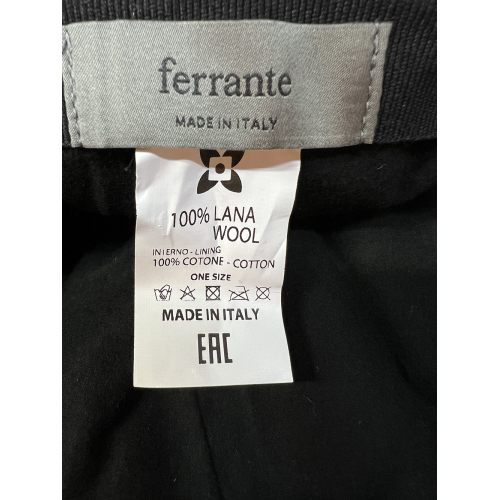 ferrante
MADE IN ITALY
100% LANA
WOOL
INTERNO - LINING
100% COTONE - COTTON
ONE SIZE
MADE IN ITALY
EAC